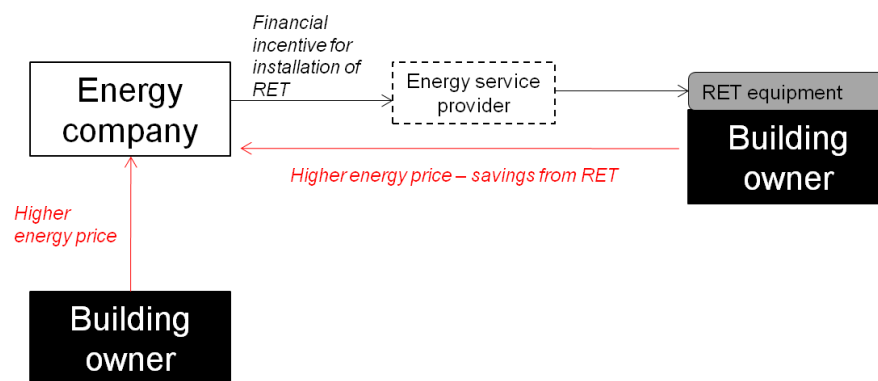 Financial
incentive for
installation of
RET
Energy
company
Energy service
provider
RET equipment
Building
owner
Higher energy price – savings from RET
Higher
energy price
Building
owner